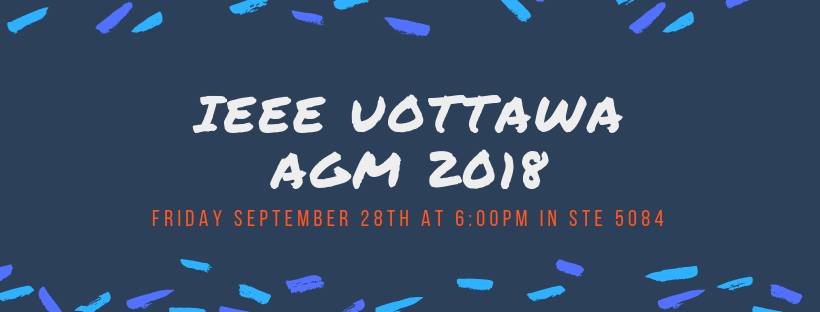 IEEE UOTTAWA
AGM 2018
FRIDAY SEPTEMBER 28TH AT 6:00PM IN STE 5084